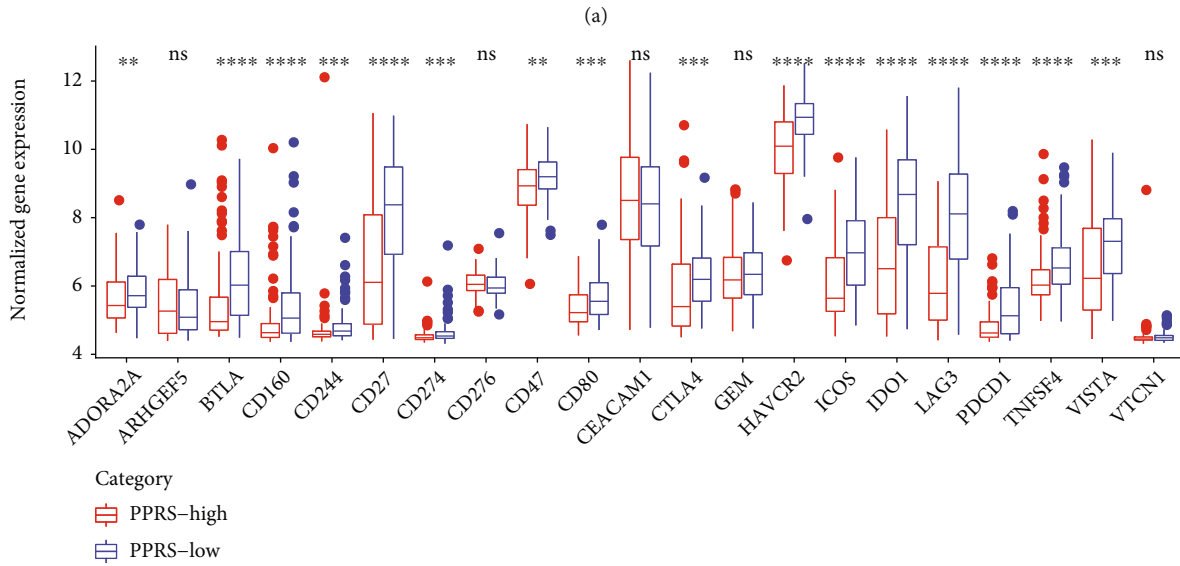 (a)
** ns **** **** *** **** *** ns ** *** ns *** ns **** **** **** **** **** **** *** ns
Normalized gene expression
12
10
8
6
4
ADORA2A ARHGEF5 BTLA CD160 CD244 CD27 CD274 CD276 CD47 CD80 CEACAM1 CTLA4 GEM HAVCR2 ICOS IDO1 LAG3 PDCD1 TNFSF4 VISTA VTCN1
Category
PPRS−high
PPRS−low